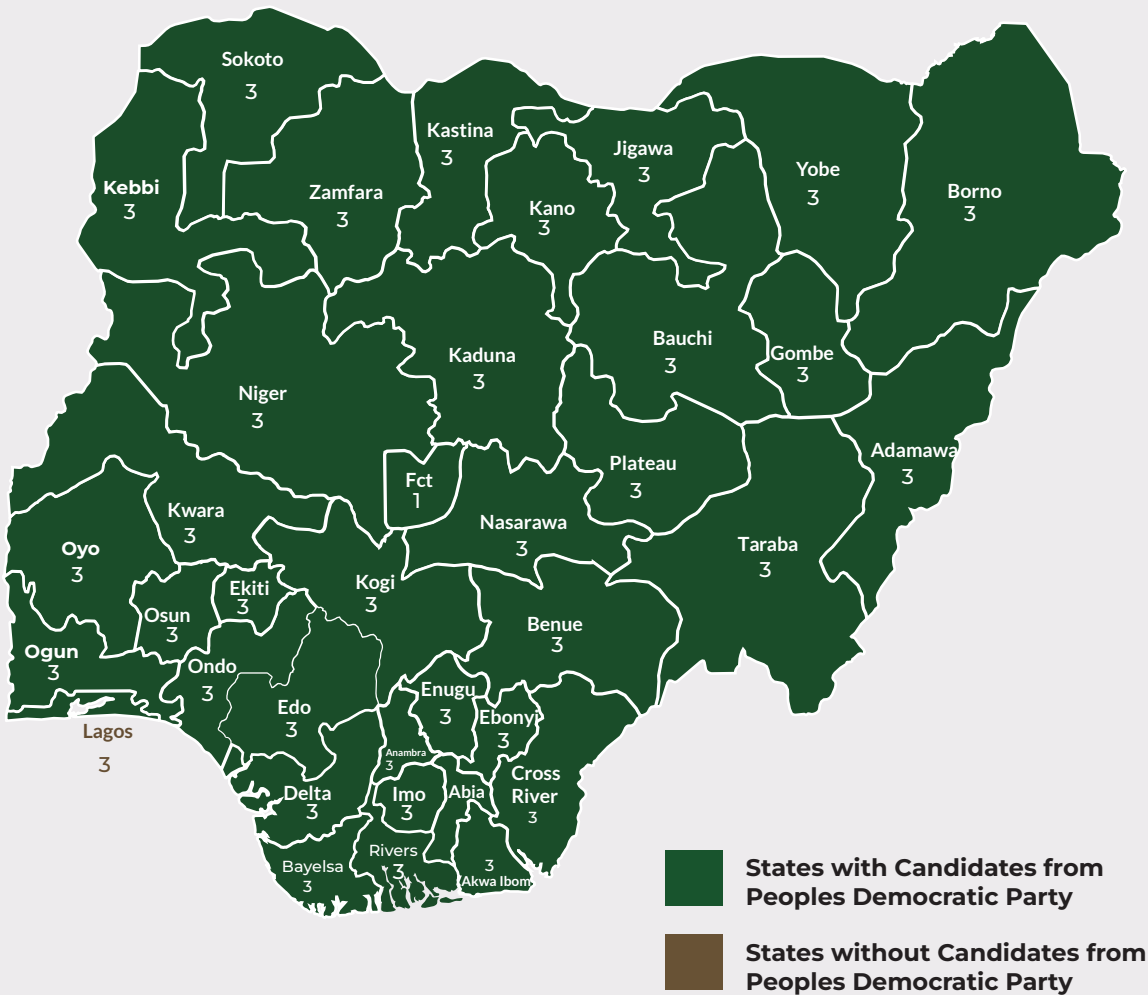 Sokoto
3
Kastina
3
Jigawa
3
Yobe
3
Borno
3
Kebbi
3
Zamfara
3
Kano
3
Bauchi
3
Gombe
3
Kaduna
3
Niger
3
Adamawa
3
Plateau
3
Fct
1
Kwara
3
Nasarawa
3
Taraba
3
Oyo
3
Ekiti
3
Kogi
3
Osun
3
Benue
3
Ogun
3
Ondo
3
Edo
3
Enugu
3
Ebonyi
3
Lagos
3
Anambra
3
Cross
River
3
Delta
3
Imo
3
Abia
Bayelsa
3
Rivers
3
3
Akwa Ibom
States with Candidates from
Peoples Democratic Party
States without Candidates from
Peoples Democratic Party